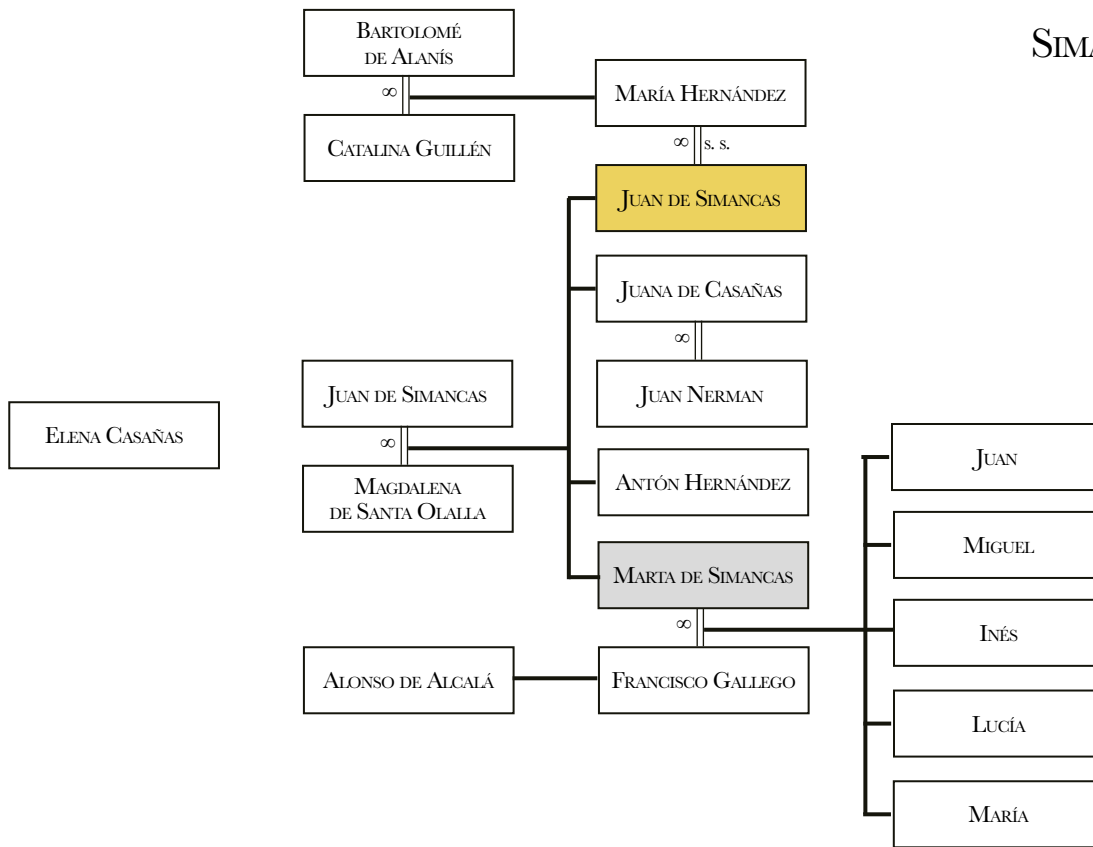 Bartolomé
de Alanís
∞
Catalina Guillén
María Hernández
∞ s. s.
Juan de Simancas
Juana de Casañas
∞
Juan Nerman
Juan de Simancas
∞
Magdalena
de Santa Olalla
Elena Casañas
Antón Hernández
Marta de Simancas
∞
Alonso de Alcalá
Francisco Gallego
Juan
Miguel
Inés
Lucía
María